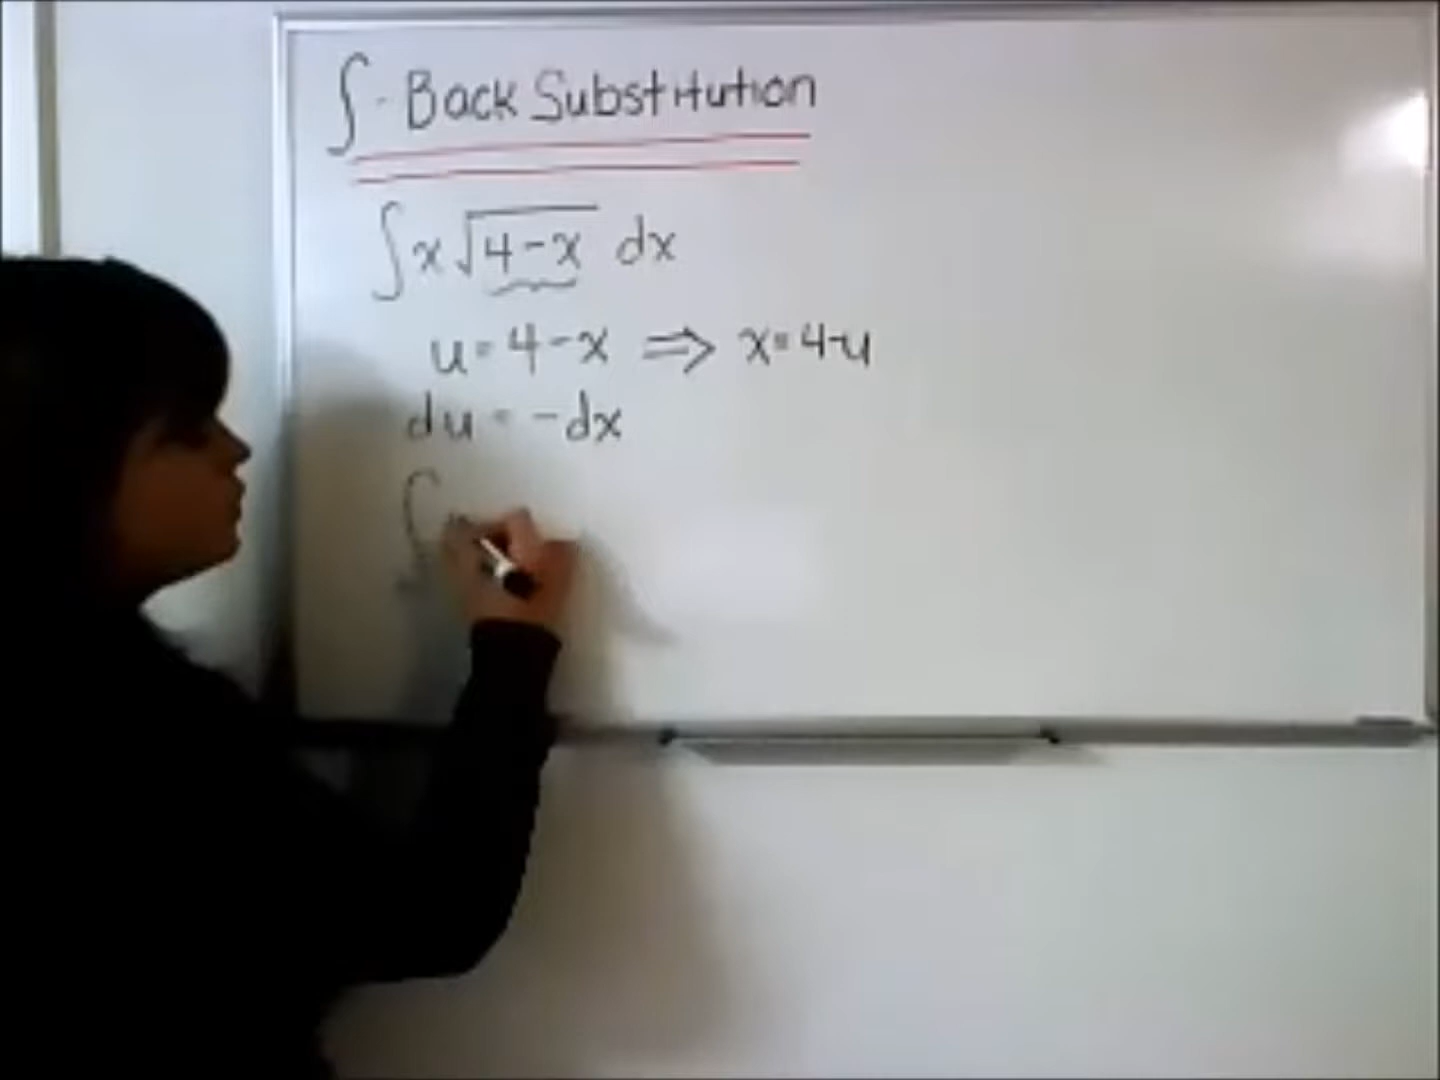 ∫ - Back Substitution
∫ x √(4-x) dx
u = 4-x ⇒ x = 4-u
du = -dx
∫